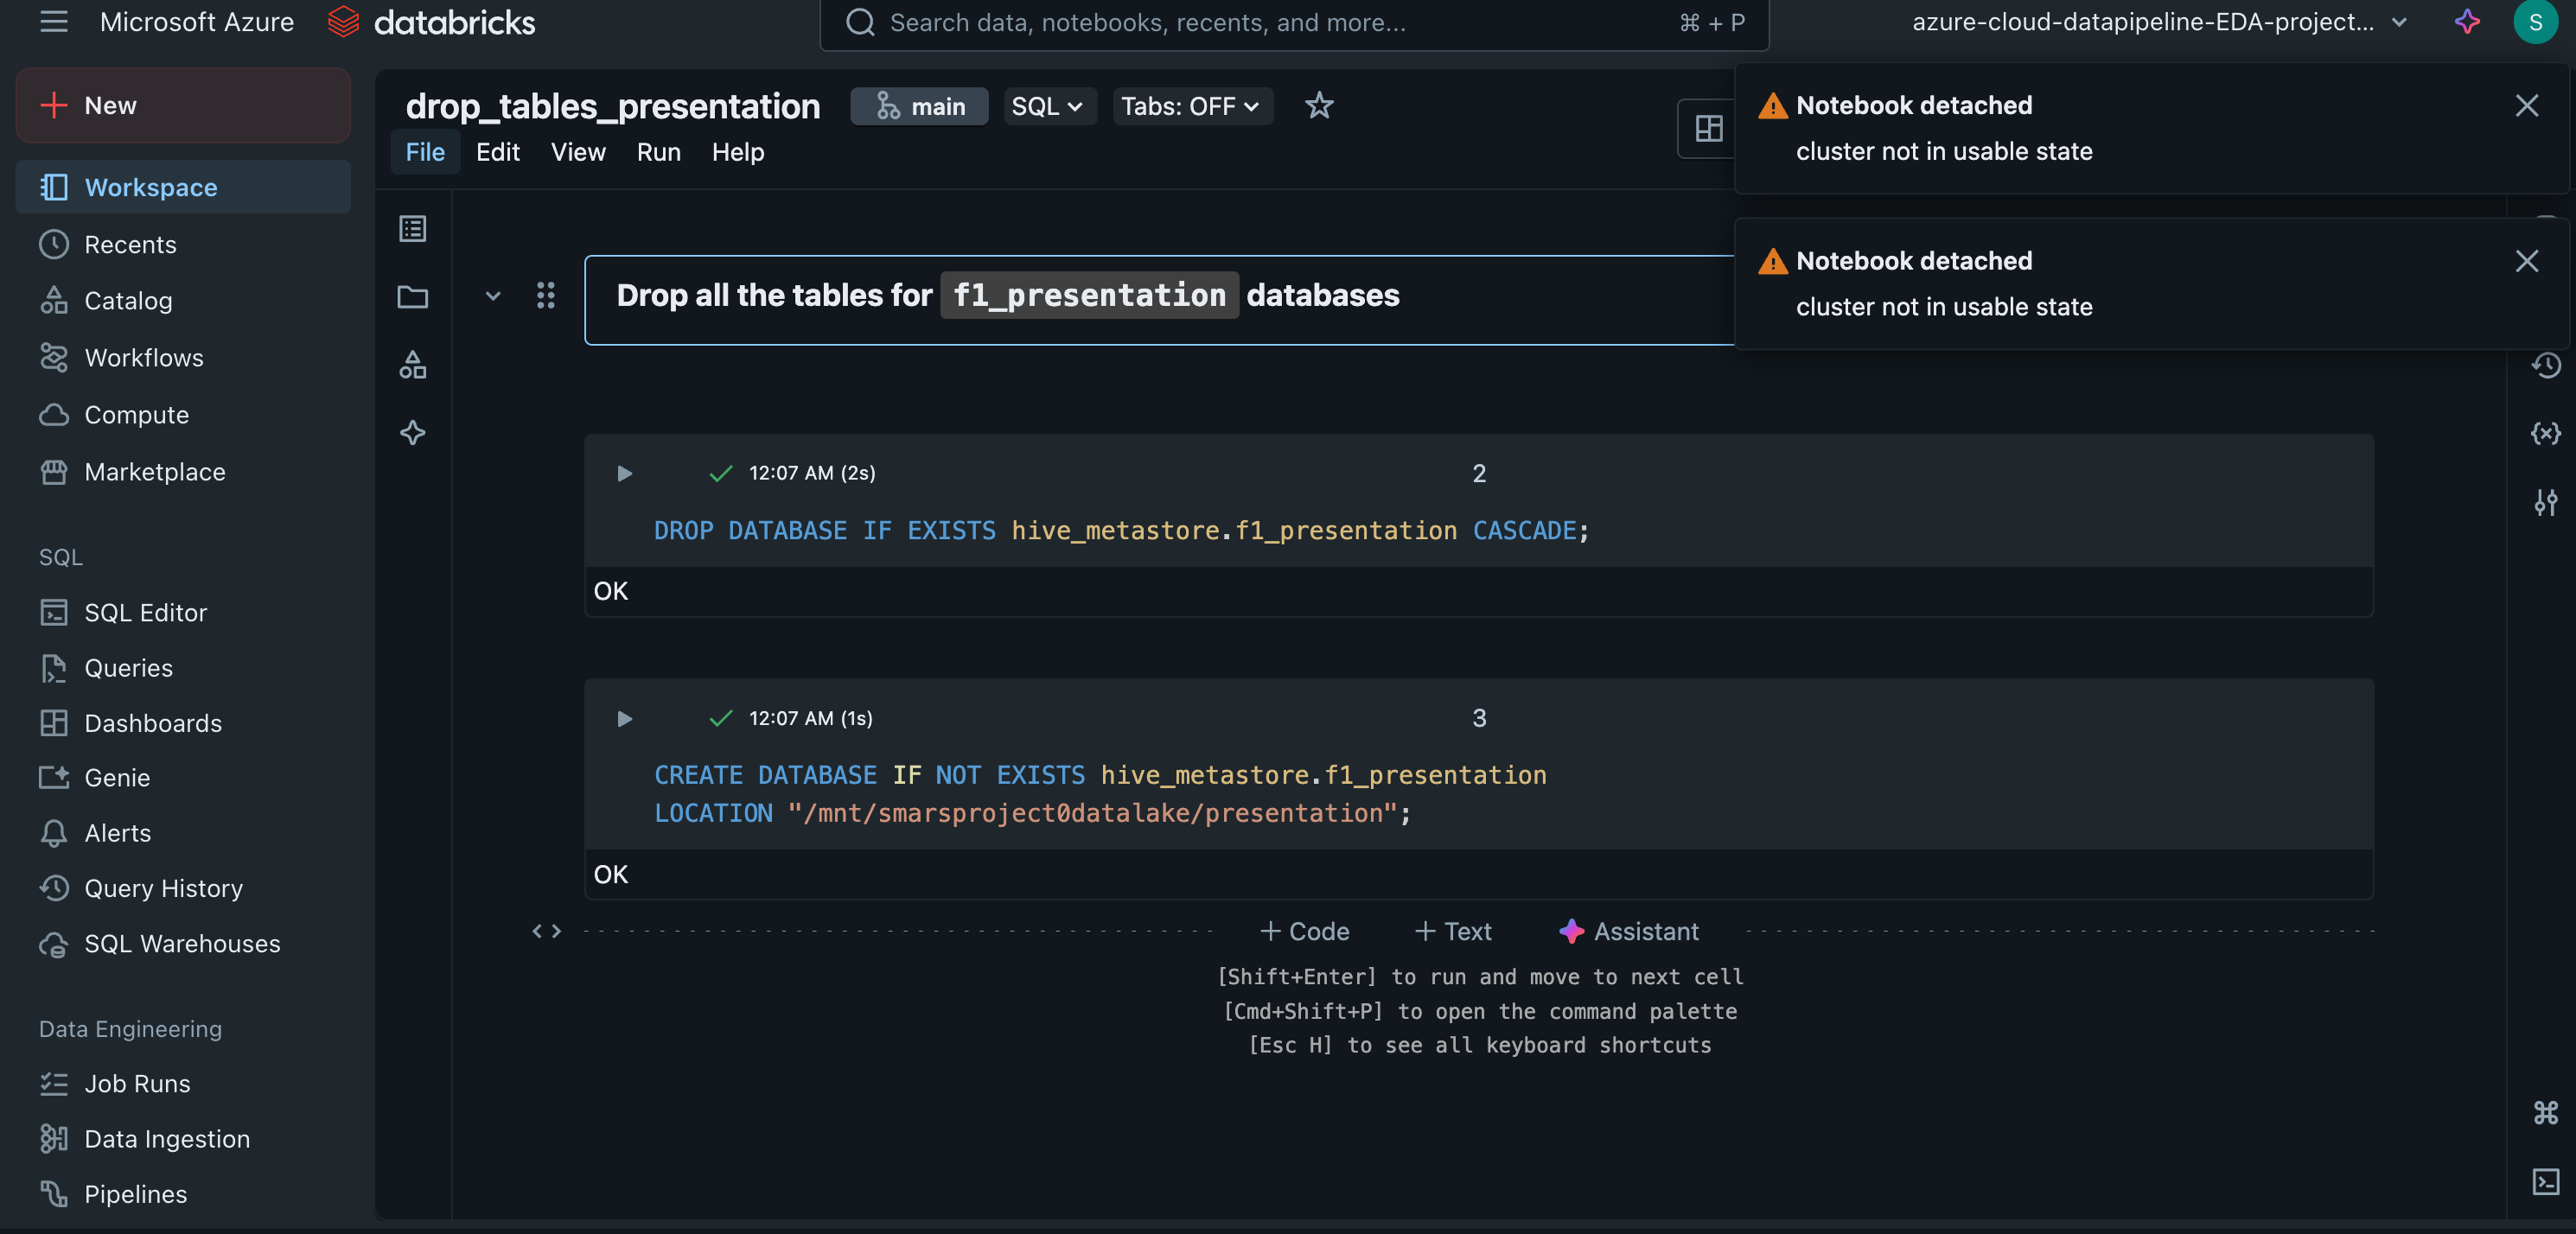 Microsoft Azure databricks
Search data, notebooks, recents, and more... ⌘ + P
azure-cloud-datapipeline-EDA-project...
S
New
Workspace
Recents
Catalog
Workflows
Compute
Marketplace
SQL
SQL Editor
Queries
Dashboards
Genie
Alerts
Query History
SQL Warehouses
Data Engineering
Job Runs
Data Ingestion
Pipelines
drop_tables_presentation main SQL Tabs: OFF
File Edit View Run Help
Notebook detached
cluster not in usable state
Notebook detached
cluster not in usable state
Drop all the tables for f1_presentation databases
12:07 AM (2s) 2
DROP DATABASE IF EXISTS hive_metastore.f1_presentation CASCADE;
OK
12:07 AM (1s) 3
CREATE DATABASE IF NOT EXISTS hive_metastore.f1_presentation
LOCATION "/mnt/smarsproject0datalake/presentation";
OK
+ Code + Text Assistant
[Shift+Enter] to run and move to next cell
[Cmd+Shift+P] to open the command palette
[Esc H] to see all keyboard shortcuts